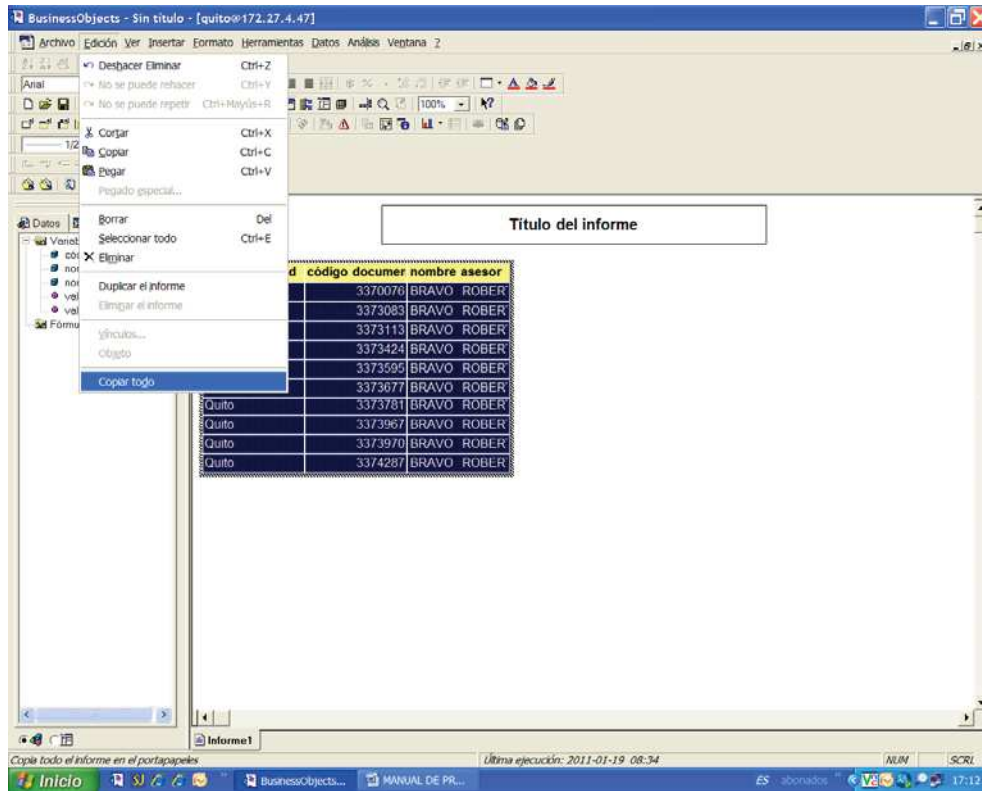 BusinessObjects - Sin título - [quito@172.27.4.47]
Archivo Edición Ver Insertar Formato Herramientas Datos Análisis Ventana ?
Deshacer Eliminar Ctrl+Z
Arial
No se puede rehacer Ctrl+Y
No se puede repetir Ctrl+Mayús+R
100%
Cortar Ctrl+X
1/2
Copiar Ctrl+C
Pegar Ctrl+V
Pegado especial...
Datos
Borrar Del
Título del informe
Seleccionar todo Ctrl+E
Eliminar
d código documer nombre asesor
Duplicar el informe
Eliminar el informe
Fórmu
Vínculos...
Objeto
Copiar todo
3370076 BRAVO ROBER
3373083 BRAVO ROBER
3373113 BRAVO ROBER
3373424 BRAVO ROBER
3373595 BRAVO ROBER
3373677 BRAVO ROBER
Quito 3373781 BRAVO ROBER
Quito 3373967 BRAVO ROBER
Quito 3373970 BRAVO ROBER
Quito 3374287 BRAVO ROBER
Informe1
Copia todo el informe en el portapapeles Última ejecución: 2011-01-19 08:34 NUM SCRL
Inicio BusinessObjects... MANUAL DE PR... ES abonados 17:12